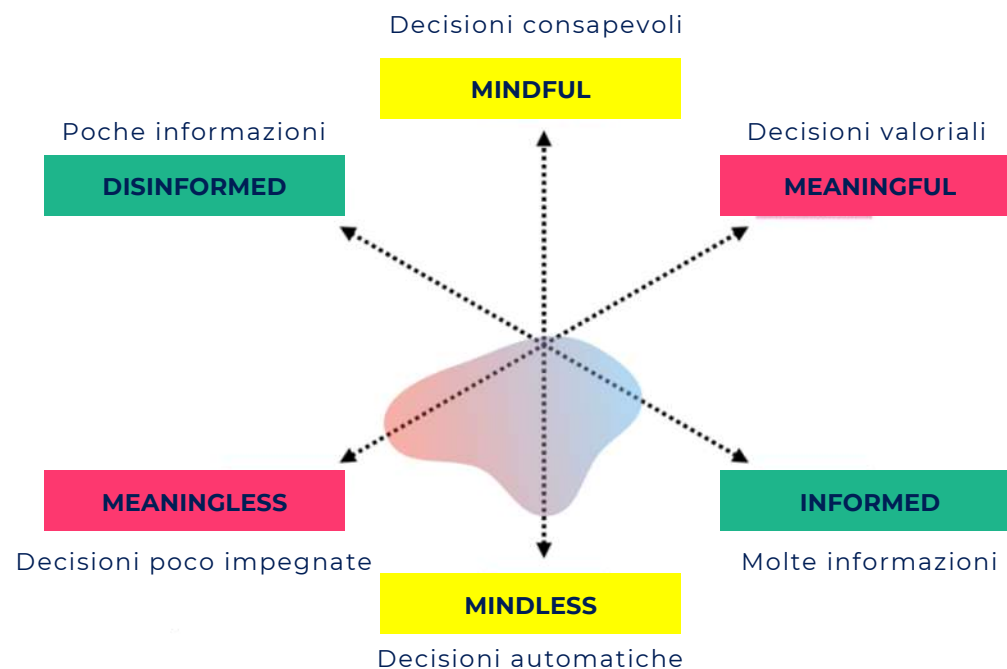 Decisioni consapevoli
MINDFUL
Poche informazioni
DISINFORMED
Decisioni valoriali
MEANINGFUL
MEANINGLESS
Decisioni poco impegnate
INFORMED
Molte informazioni
MINDLESS
Decisioni automatiche